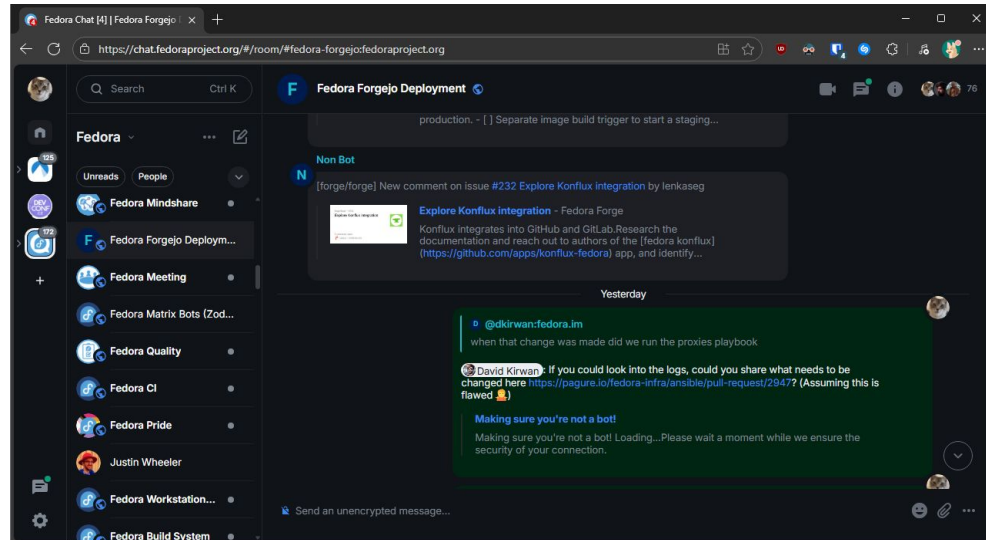 Fedora Chat [4] | Fedora Forgejo
https://chat.fedoraproject.org/#/room/#fedora-forgejo:fedoraproject.org
Search Ctrl K
Fedora
Unreads People
125
DEV
CONF
172
Fedora Mindshare
F Fedora Forgejo Deploym...
Fedora Meeting
Fedora Matrix Bots (Zod...
Fedora Quality
Fedora CI
Fedora Pride
Justin Wheeler
Fedora Workstation...
Fedora Build System
F Fedora Forgejo Deployment
76
production. - [ ] Separate image build trigger to start a staging...
Non Bot
N
[forge/forge] New comment on issue #232 Explore Konflux integration by lenkaseg
Explore Konflux integration - Fedora Forge
Konflux integrates into GitHub and GitLab.Research the
documentation and reach out to authors of the [fedora konflux]
(https://github.com/apps/konflux-fedora) app, and identify...
Yesterday
D @dkirwan:fedora.im
when that change was made did we run the proxies playbook
David Kirwan : If you could look into the logs, could you share what needs to be
changed here https://pagure.io/fedora-infra/ansible/pull-request/2947? (Assuming this is
flawed 🤷)
Making sure you're not a bot!
Making sure you're not a bot! Loading...Please wait a moment while we ensure the
security of your connection.
Send an unencrypted message...